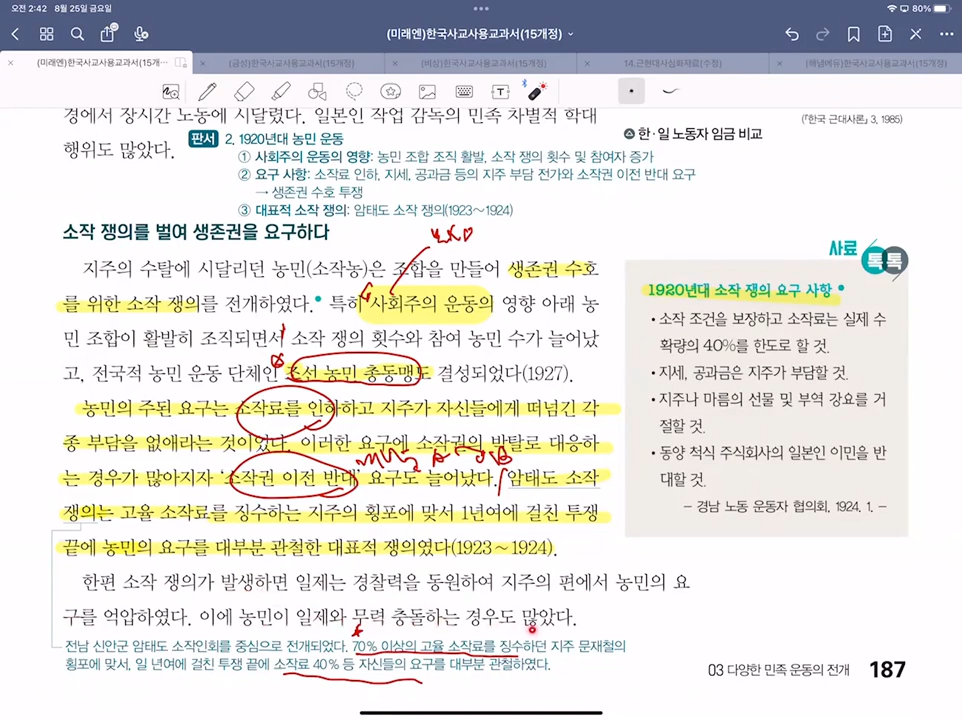 오전 2:42 8월 25일 금요일
80%
(미래엔)한국사교사용교과서(15개정)
(미래엔)한국사교사용교과서(15개…
(금성)한국사교사용교과서(15개정)
(비상)한국사교사용교과서(15개정)
14.근현대사심화자료(수정)
(해냄에듀)한국사교사용교과서(15개정)
경에서 장시간 노동에 시달렸다. 일본인 작업 감독의 민족 차별적 학대
행위도 많았다.
(『한국 근대사론』 3, 1985)
한·일 노동자 임금 비교
판서 2. 1920년대 농민 운동
① 사회주의 운동의 영향: 농민 조합 조직 활발, 소작 쟁의 횟수 및 참여자 증가
② 요구 사항: 소작료 인하, 지세, 공과금 등의 지주 부담 전가와 소작권 이전 반대 요구
→ 생존권 수호 투쟁
③ 대표적 소작 쟁의: 암태도 소작 쟁의(1923～1924)
소작 쟁의를 벌여 생존권을 요구하다
지주의 수탈에 시달리던 농민(소작농)은 조합을 만들어 생존권 수호
를 위한 소작 쟁의를 전개하였다. 특히 사회주의 운동의 영향 아래 농
민 조합이 활발히 조직되면서 소작 쟁의 횟수와 참여 농민 수가 늘어났
고, 전국적 농민 운동 단체인 조선 농민 총동맹도 결성되었다(1927).
농민의 주된 요구는 소작료를 인하하고 지주가 자신들에게 떠넘긴 각
종 부담을 없애라는 것이었다. 이러한 요구에 소작권의 박탈로 대응하
는 경우가 많아지자 '소작권 이전 반대' 요구도 늘어났다. 암태도 소작
쟁의는 고율 소작료를 징수하는 지주의 횡포에 맞서 1년여에 걸친 투쟁
끝에 농민의 요구를 대부분 관철한 대표적 쟁의였다(1923～1924).
한편 소작 쟁의가 발생하면 일제는 경찰력을 동원하여 지주의 편에서 농민의 요
구를 억압하였다. 이에 농민이 일제와 무력 충돌하는 경우도 많았다.
전남 신안군 암태도 소작인회를 중심으로 전개되었다. 70% 이상의 고율 소작료를 징수하던 지주 문재철의
횡포에 맞서, 일 년여에 걸친 투쟁 끝에 소작료 40% 등 자신들의 요구를 대부분 관철하였다.
사료 톡톡
1920년대 소작 쟁의 요구 사항
• 소작 조건을 보장하고 소작료는 실제 수
확량의 40%를 한도로 할 것.
• 지세, 공과금은 지주가 부담할 것.
• 지주나 마름의 선물 및 부역 강요를 거
절할 것.
• 동양 척식 주식회사의 일본인 이민을 반
대할 것.
- 경남 노동 운동자 협의회, 1924. 1. -
03 다양한 민족 운동의 전개 187